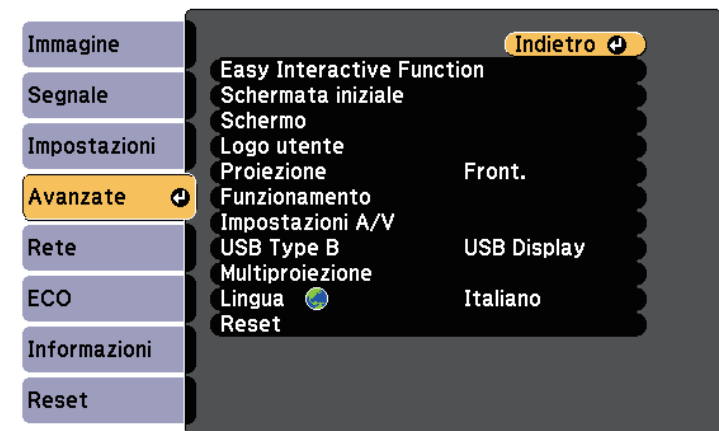 Immagine
Segnale
Impostazioni
Avanzate
Rete
ECO
Informazioni
Reset
Indietro
Easy Interactive Function
Schermata iniziale
Schermo
Logo utente
Proiezione Front.
Funzionamento
Impostazioni A/V
USB Type B USB Display
Multiproiezione
Lingua Italiano
Reset